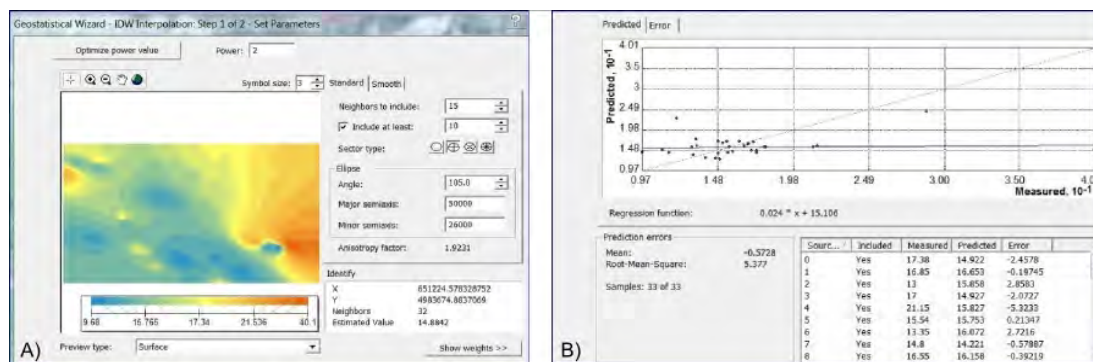 Geostatistical Wizard - IDW Interpolation: Step 1 of 2 - Set Parameters
Optimize power value
Power: 2
Symbol size: 3
Standard Smooth
Neighbors to include: 15
Include at least: 10
Sector type:
Ellipse
Angle: 105.0
Major semiaxis: 50000
Minor semiaxis: 26000
Anisotropy factor: 1.9231
Identify
X 651224.578328752
Y 4983674.8837069
Neighbors 32
Estimated Value 14.8842
9.68 16.765 17.34 21.536 40.1
Preview type: Surface
Show weights >>
A)
Predicted Error
Predicted, 10-1
4.01
3.5
3
2.49
1.98
1.48
0.97
0.97 1.48 1.98 2.49 3.00 3.50 4.0
Measured, 10-1
Regression function: 0.024 * x + 15.106
Prediction errors
Mean: -0.5728
Root-Mean-Square: 5.377
Samples: 33 of 33
Sourc... Included Measured Predicted Error
0 Yes 17.38 14.922 -2.4578
1 Yes 16.85 16.653 -0.19745
2 Yes 13 15.858 2.8583
3 Yes 17 14.927 -2.0727
4 Yes 21.15 15.827 -5.3233
5 Yes 15.54 15.753 0.21347
6 Yes 13.35 16.072 2.7216
7 Yes 14.8 14.221 -0.57887
8 Yes 16.55 16.158 -0.39219
B)